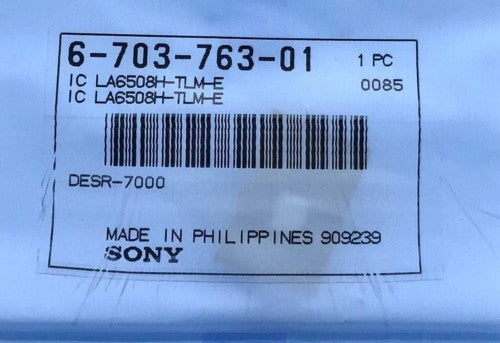 6-703-763-01 1 PC
IC LA6508H-TLM-E 0085
IC LA6508H-TLM-E
DESR-7000
MADE IN PHILIPPINES 909239
SONY